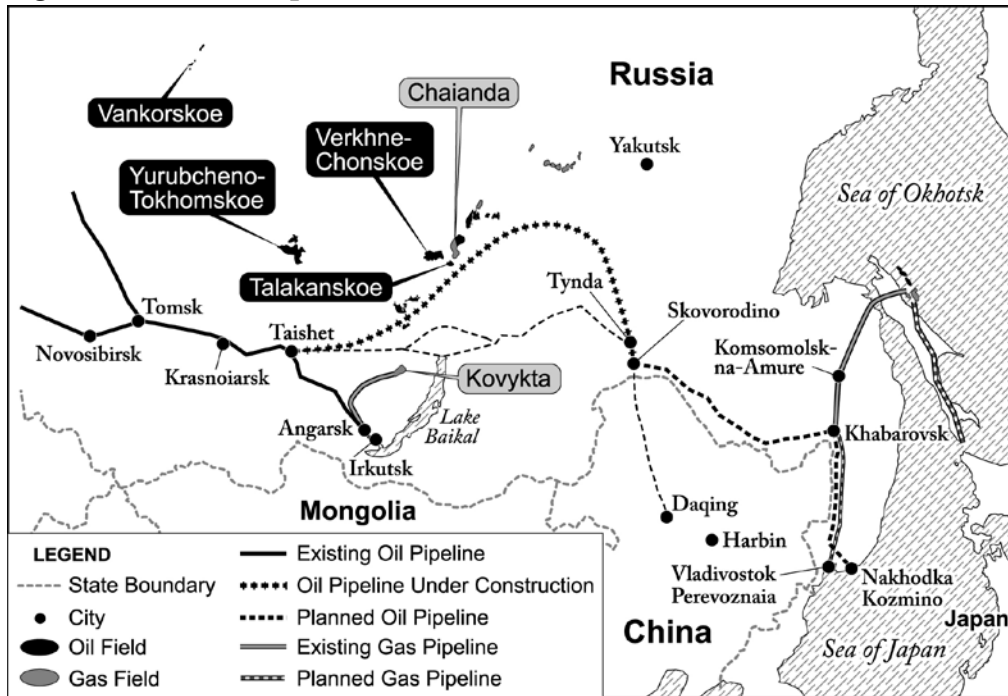 Russia
Chaianda
Vankorskoe
Verkhne-
Chonskoe
Yakutsk
Yurubcheno-
Tokhomskoe
Sea of Okhotsk
Talakanskoe
Tynda
Tomsk
Taishet
Skovorodino
Novosibirsk
Krasnoiarsk
Komsomolsk-
na-Amure
Kovykta
Lake
Baikal
Angarsk
Irkutsk
Khabarovsk
Mongolia
Daqing
Harbin
Vladivostok
Perevoznaia
Nakhodka
Kozmino
Japan
China
Sea of Japan
LEGEND
State Boundary
City
Oil Field
Gas Field
Existing Oil Pipeline
Oil Pipeline Under Construction
Planned Oil Pipeline
Existing Gas Pipeline
Planned Gas Pipeline